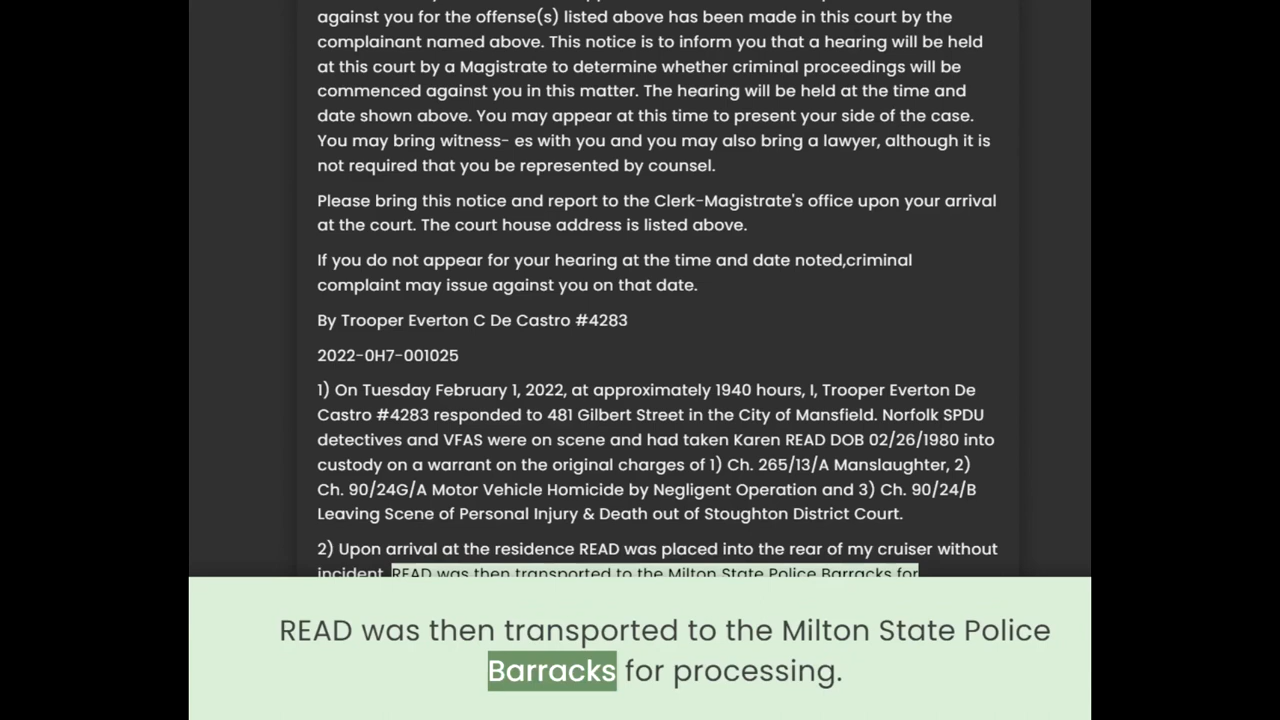 against you for the offense(s) listed above has been made in this court by the
complainant named above. This notice is to inform you that a hearing will be held
at this court by a Magistrate to determine whether criminal proceedings will be
commenced against you in this matter. The hearing will be held at the time and
date shown above. You may appear at this time to present your side of the case.
You may bring witness- es with you and you may also bring a lawyer, although it is
not required that you be represented by counsel.
Please bring this notice and report to the Clerk-Magistrate's office upon your arrival
at the court. The court house address is listed above.
If you do not appear for your hearing at the time and date noted,criminal
complaint may issue against you on that date.
By Trooper Everton C De Castro #4283
2022-0H7-001025
1) On Tuesday February 1, 2022, at approximately 1940 hours, I, Trooper Everton De
Castro #4283 responded to 481 Gilbert Street in the City of Mansfield. Norfolk SPDU
detectives and VFAS were on scene and had taken Karen READ DOB 02/26/1980 into
custody on a warrant on the original charges of 1) Ch. 265/13/A Manslaughter, 2)
Ch. 90/24G/A Motor Vehicle Homicide by Negligent Operation and 3) Ch. 90/24/B
Leaving Scene of Personal Injury & Death out of Stoughton District Court.
2) Upon arrival at the residence READ was placed into the rear of my cruiser without
incident. READ was then transported to the Milton State Police Barracks for
READ was then transported to the Milton State Police
Barracks for processing.